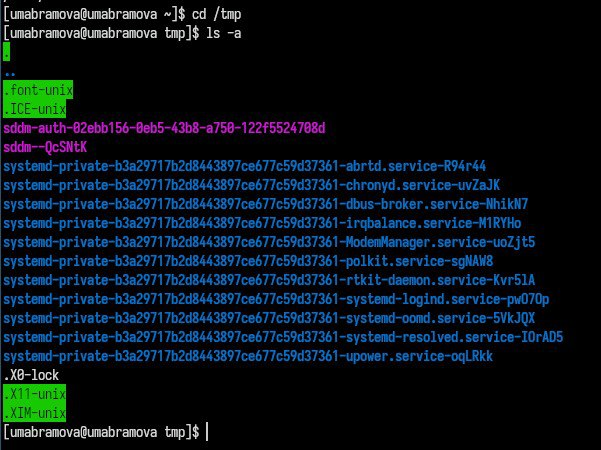 [umabramova@umabramova ~]$ cd /tmp
[umabramova@umabramova tmp]$ ls -a
.
..
.font-unix
.ICE-unix
sddm-auth-02ebb156-0eb5-43b8-a750-122f5524708d
sddm--QcSNtK
systemd-private-b3a29717b2d8443897ce677c59d37361-abrtd.service-R94r44
systemd-private-b3a29717b2d8443897ce677c59d37361-chronyd.service-uvZaJK
systemd-private-b3a29717b2d8443897ce677c59d37361-dbus-broker.service-NhikN7
systemd-private-b3a29717b2d8443897ce677c59d37361-irqbalance.service-M1RYHo
systemd-private-b3a29717b2d8443897ce677c59d37361-ModemManager.service-uoZjt5
systemd-private-b3a29717b2d8443897ce677c59d37361-polkit.service-sgNAW8
systemd-private-b3a29717b2d8443897ce677c59d37361-rtkit-daemon.service-Kvr5lA
systemd-private-b3a29717b2d8443897ce677c59d37361-systemd-logind.service-pwO7Op
systemd-private-b3a29717b2d8443897ce677c59d37361-systemd-oomd.service-5VkJQX
systemd-private-b3a29717b2d8443897ce677c59d37361-systemd-resolved.service-IOrAD5
systemd-private-b3a29717b2d8443897ce677c59d37361-upower.service-oqLRkk
.X0-lock
.X11-unix
.XIM-unix
[umabramova@umabramova tmp]$